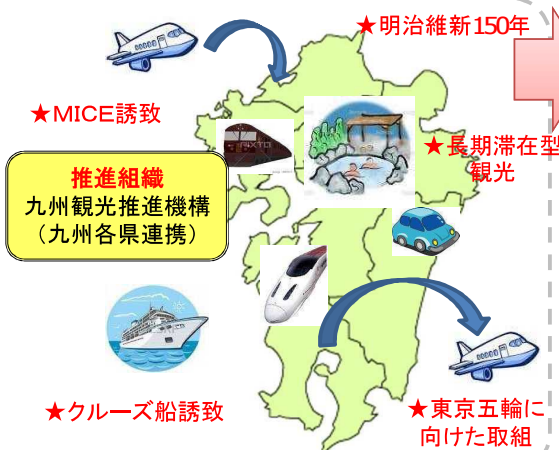 ★明治維新150年
★MICE誘致
★長期滞在型
観光
推進組織
九州観光推進機構
(九州各県連携)
★クルーズ船誘致
★東京五輪に
向けた取組